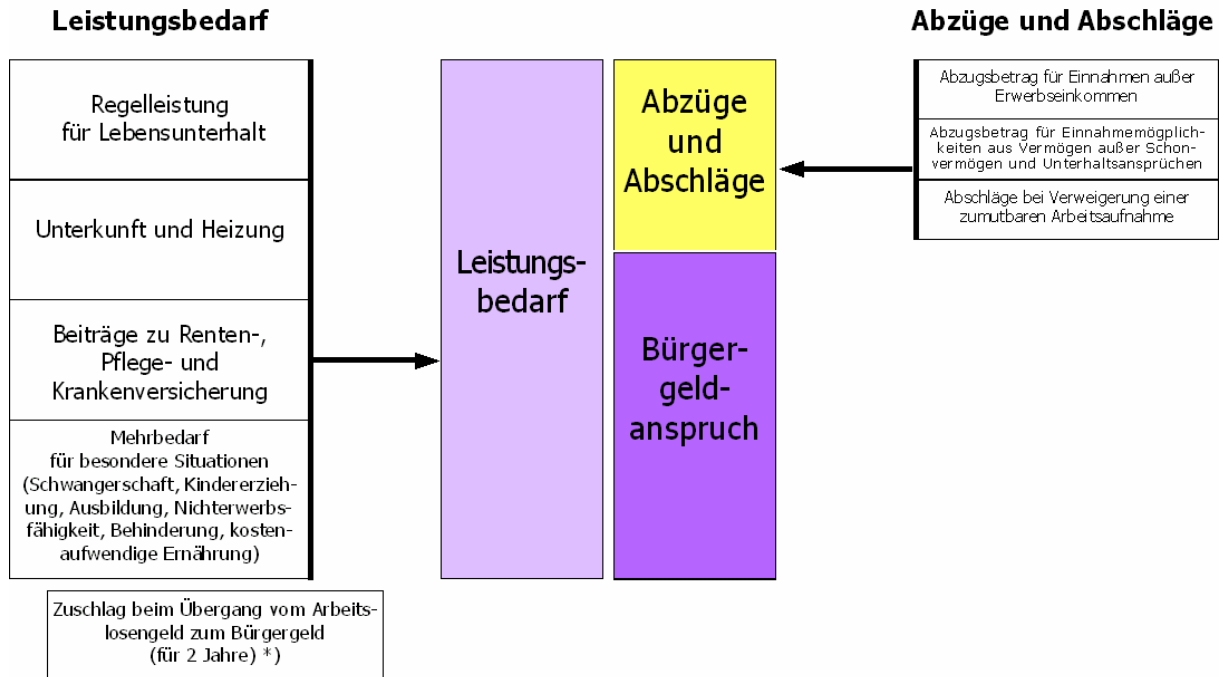 Leistungsbedarf
Regelleistung
für Lebensunterhalt
Unterkunft und Heizung
Beiträge zu Renten-,
Pflege- und
Krankenversicherung
Mehrbedarf
für besondere Situationen
(Schwangerschaft, Kindererzieh-
ung, Ausbildung, Nichterwerbs-
fähigkeit, Behinderung, kosten-
aufwendige Ernährung)
Zuschlag beim Übergang vom Arbeits-
losengeld zum Bürgergeld
(für 2 Jahre) *)
Leistungs-
bedarf
Abzüge
und
Abschläge
Bürger-
geld-
anspruch
Abzüge und Abschläge
Abzugsbetrag für Einnahmen außer
Erwerbseinkommen
Abzugsbetrag für Einnahmemöglich-
keiten aus Vermögen außer Schon-
vermögen und Unterhaltsansprüchen
Abschläge bei Verweigerung einer
zumutbaren Arbeitsaufnahme